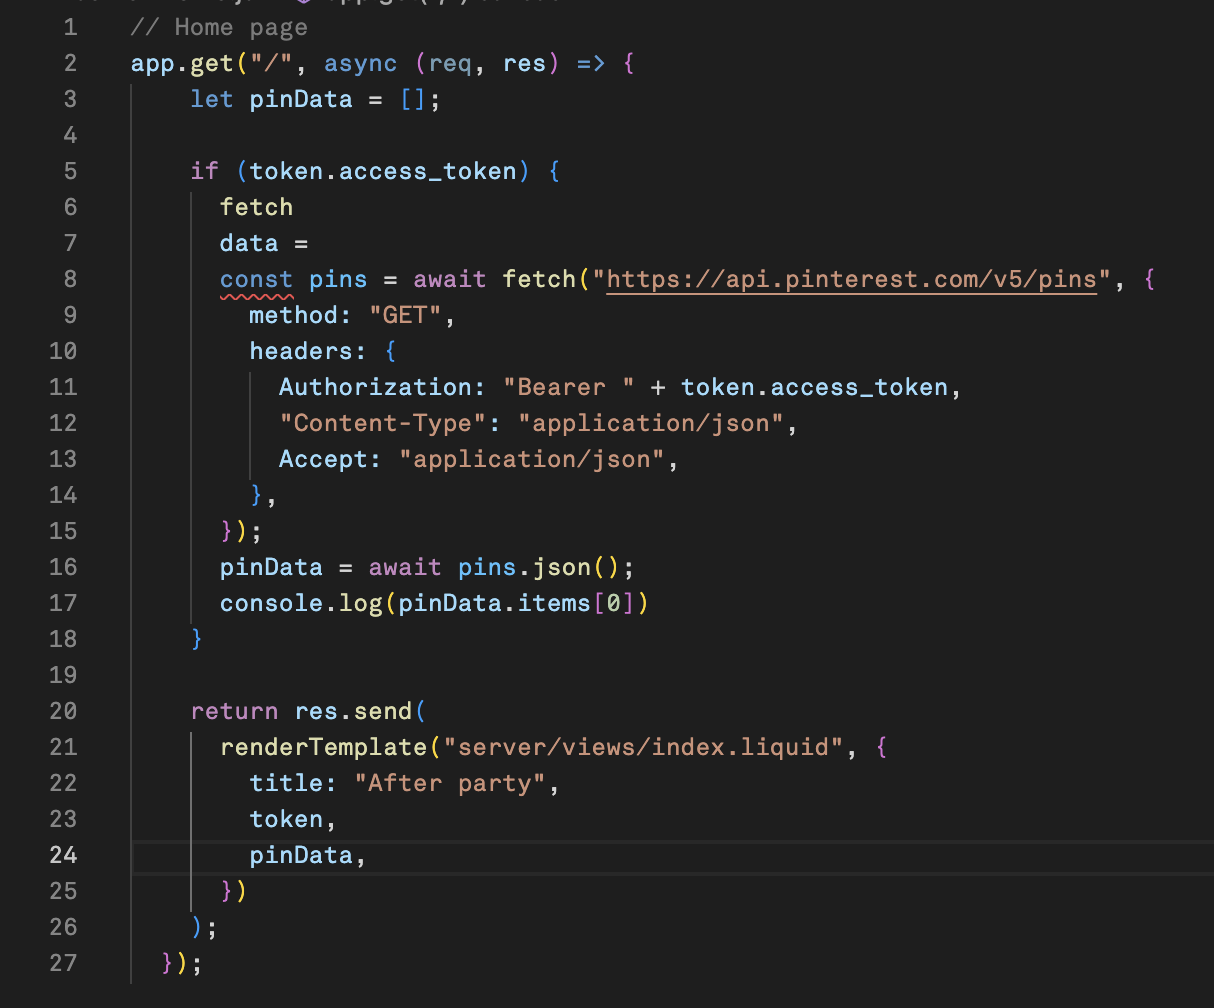 1 // Home page
2 app.get("/", async (req, res) => {
3 let pinData = [];
4
5 if (token.access_token) {
6 fetch
7 data =
8 const pins = await fetch("https://api.pinterest.com/v5/pins", {
9 method: "GET",
10 headers: {
11 Authorization: "Bearer " + token.access_token,
12 "Content-Type": "application/json",
13 Accept: "application/json",
14 },
15 });
16 pinData = await pins.json();
17 console.log(pinData.items[0])
18 }
19
20 return res.send(
21 renderTemplate("server/views/index.liquid", {
22 title: "After party",
23 token,
24 pinData,
25 })
26 );
27 });